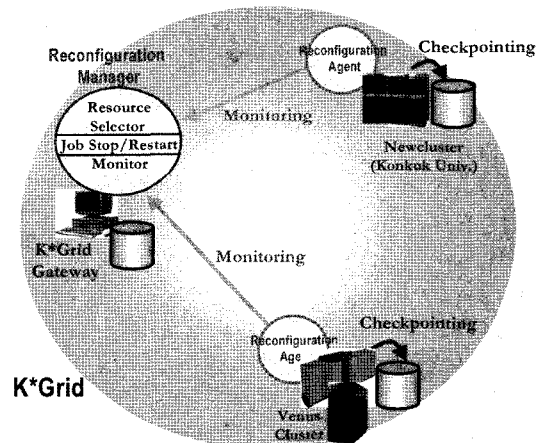 Reconfiguration
Manager
Resource
Selector
Job Stop/Restart
Monitor
K*Grid
Gateway
Reconfiguration
Agent
Checkpointing
Monitoring
Newcluster
(Konkuk Univ.)
Monitoring
Reconfiguration
Age
Checkpointing
Venus
Cluster
K*Grid